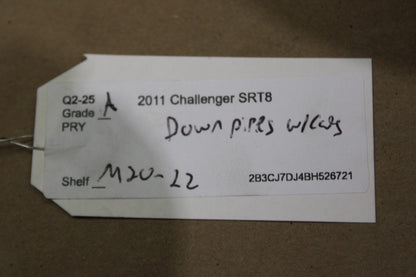 Q2-25 2011 Challenger SRT8
Grade A
PRY Down pipes w/cats
Shelf M20-22 2B3CJ7DJ4BH526721